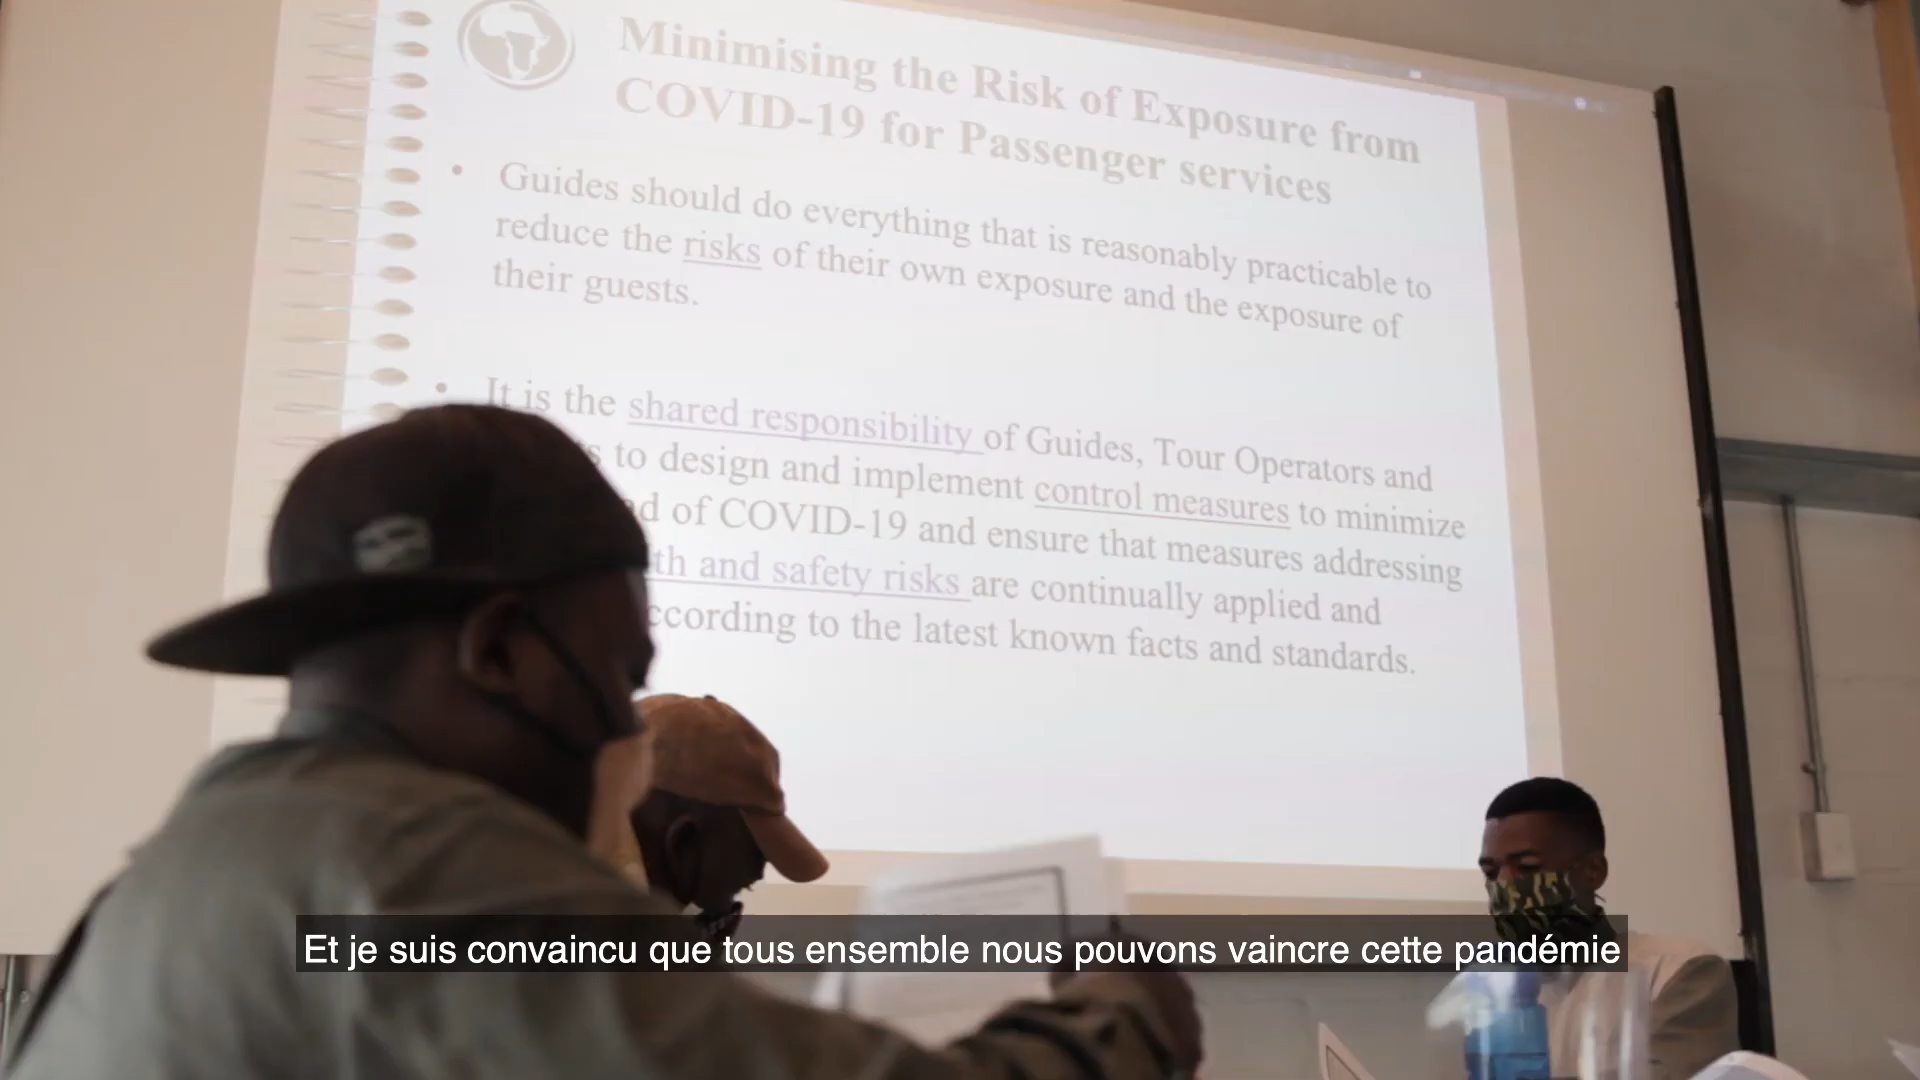 Minimising the Risk of Exposure from
COVID-19 for Passenger services
• Guides should do everything that is reasonably practicable to
reduce the risks of their own exposure and the exposure of
their guests.
• It is the shared responsibility of Guides, Tour Operators and
to design and implement control measures to minimize
of COVID-19 and ensure that measures addressing
and safety risks are continually applied and
to the latest known facts and standards.
Et je suis convaincu que tous ensemble nous pouvons vaincre cette pandémie